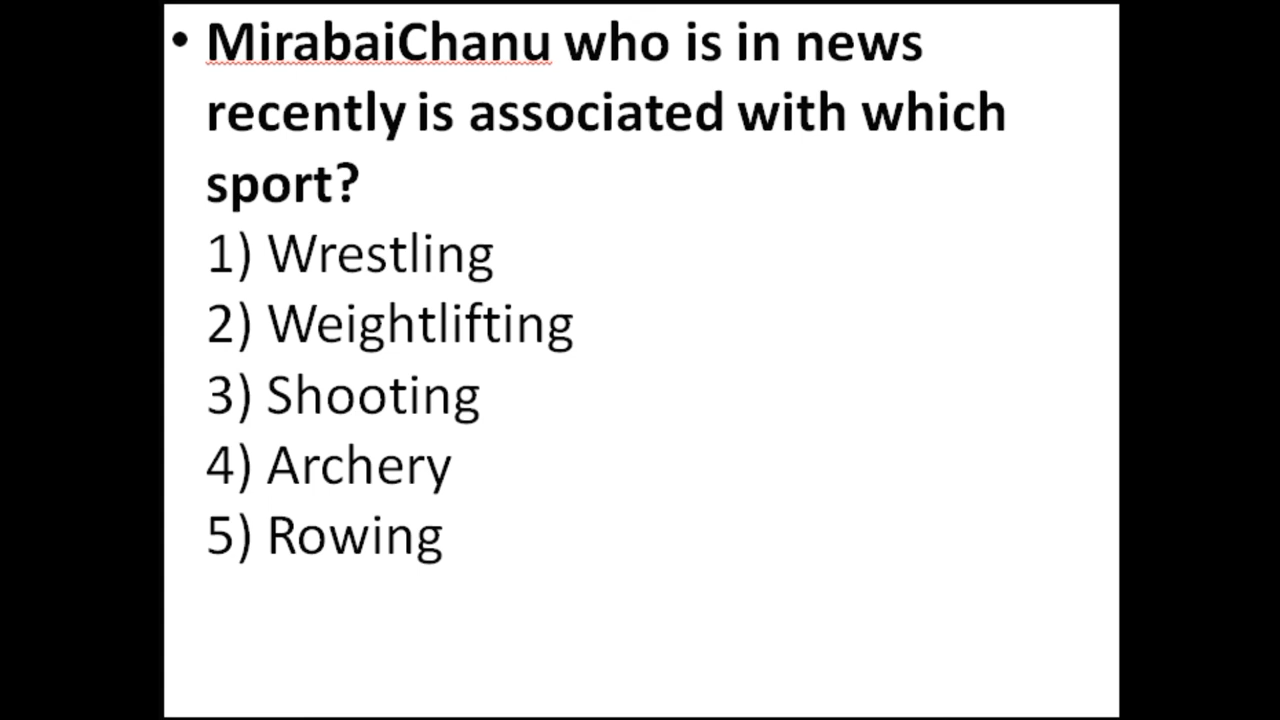 • MirabaiChanu who is in news
recently is associated with which
sport?
1) Wrestling
2) Weightlifting
3) Shooting
4) Archery
5) Rowing